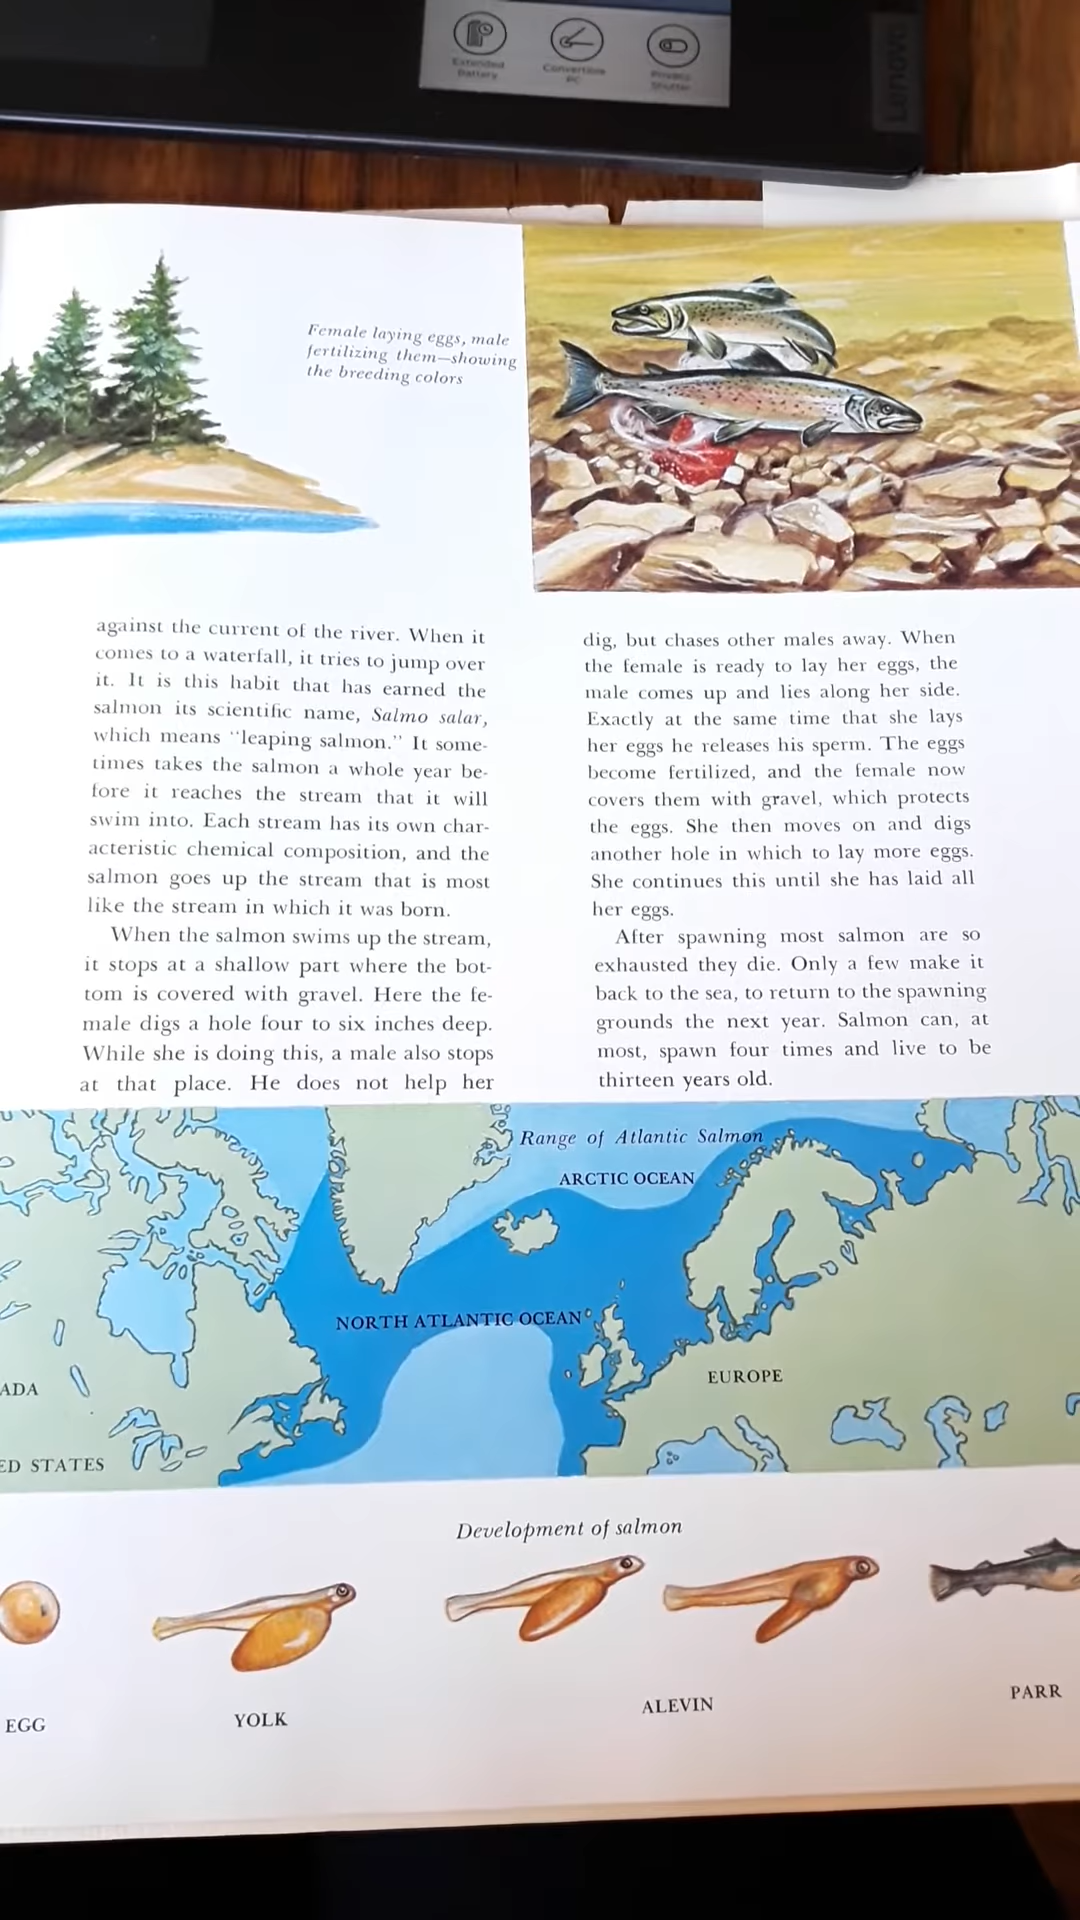 Extended
Battery
Convertible
PC
Privacy
Shutter
Lenovo
Female laying eggs, male
fertilizing them—showing
the breeding colors
against the current of the river. When it
comes to a waterfall, it tries to jump over
it. It is this habit that has earned the
salmon its scientific name, Salmo salar,
which means "leaping salmon." It some-
times takes the salmon a whole year be-
fore it reaches the stream that it will
swim into. Each stream has its own char-
acteristic chemical composition, and the
salmon goes up the stream that is most
like the stream in which it was born.
When the salmon swims up the stream,
it stops at a shallow part where the bot-
tom is covered with gravel. Here the fe-
male digs a hole four to six inches deep.
While she is doing this, a male also stops
at that place. He does not help her
dig, but chases other males away. When
the female is ready to lay her eggs, the
male comes up and lies along her side.
Exactly at the same time that she lays
her eggs he releases his sperm. The eggs
become fertilized, and the female now
covers them with gravel, which protects
the eggs. She then moves on and digs
another hole in which to lay more eggs.
She continues this until she has laid all
her eggs.
After spawning most salmon are so
exhausted they die. Only a few make it
back to the sea, to return to the spawning
grounds the next year. Salmon can, at
most, spawn four times and live to be
thirteen years old.
Range of Atlantic Salmon
ARCTIC OCEAN
NORTH ATLANTIC OCEAN
EUROPE
ADA
ED STATES
Development of salmon
EGG
YOLK
ALEVIN
PARR